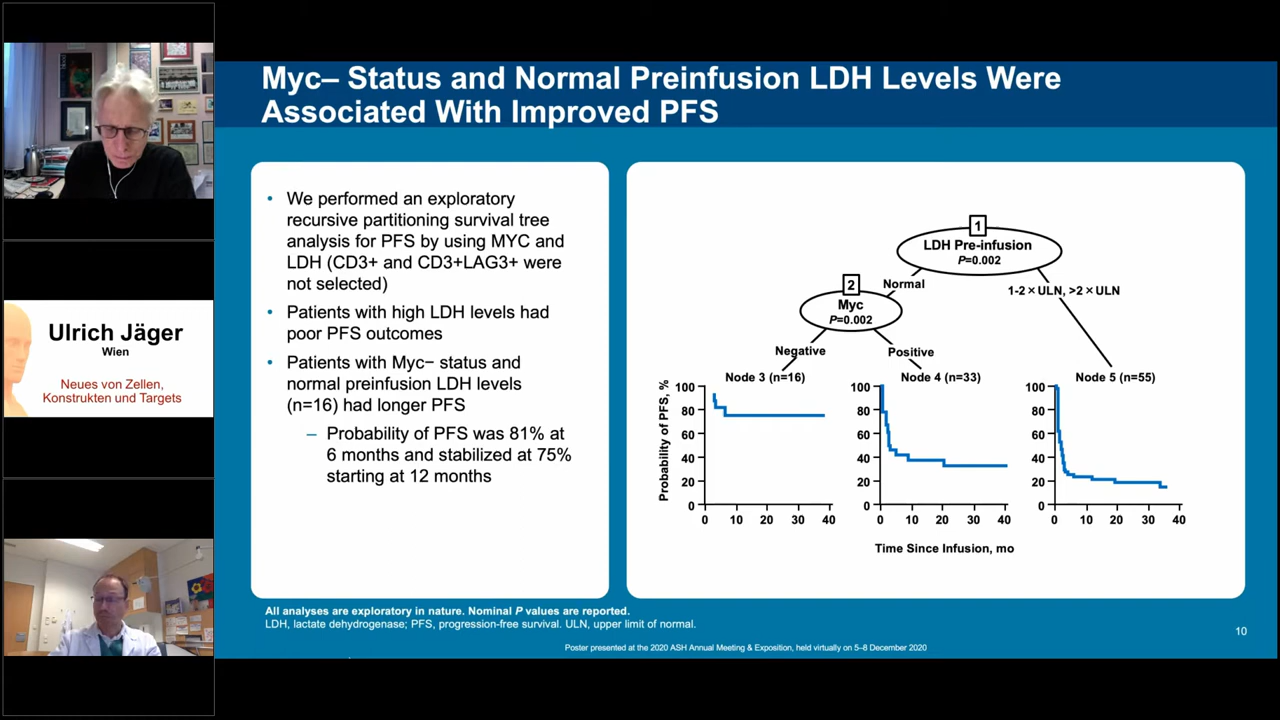 Myc– Status and Normal Preinfusion LDH Levels Were
Associated With Improved PFS
Ulrich Jäger
Wien
Neues von Zellen,
Konstrukten und Targets
• We performed an exploratory
recursive partitioning survival tree
analysis for PFS by using MYC and
LDH (CD3+ and CD3+LAG3+ were
not selected)
• Patients with high LDH levels had
poor PFS outcomes
• Patients with Myc− status and
normal preinfusion LDH levels
(n=16) had longer PFS
– Probability of PFS was 81% at
6 months and stabilized at 75%
starting at 12 months
1
LDH Pre-infusion
P=0.002
Normal
1-2 × ULN, >2 × ULN
2
Myc
P=0.002
Negative
Positive
Node 3 (n=16)
Node 4 (n=33)
Node 5 (n=55)
Probability of PFS, %
100
80
60
40
20
0
0 10 20 30 40
100
80
60
40
20
0
0 10 20 30 40
100
80
60
40
20
0
0 10 20 30 40
Time Since Infusion, mo
All analyses are exploratory in nature. Nominal P values are reported.
LDH, lactate dehydrogenase; PFS, progression-free survival. ULN, upper limit of normal.
10
Poster presented at the 2020 ASH Annual Meeting & Exposition, held virtually on 5–8 December 2020